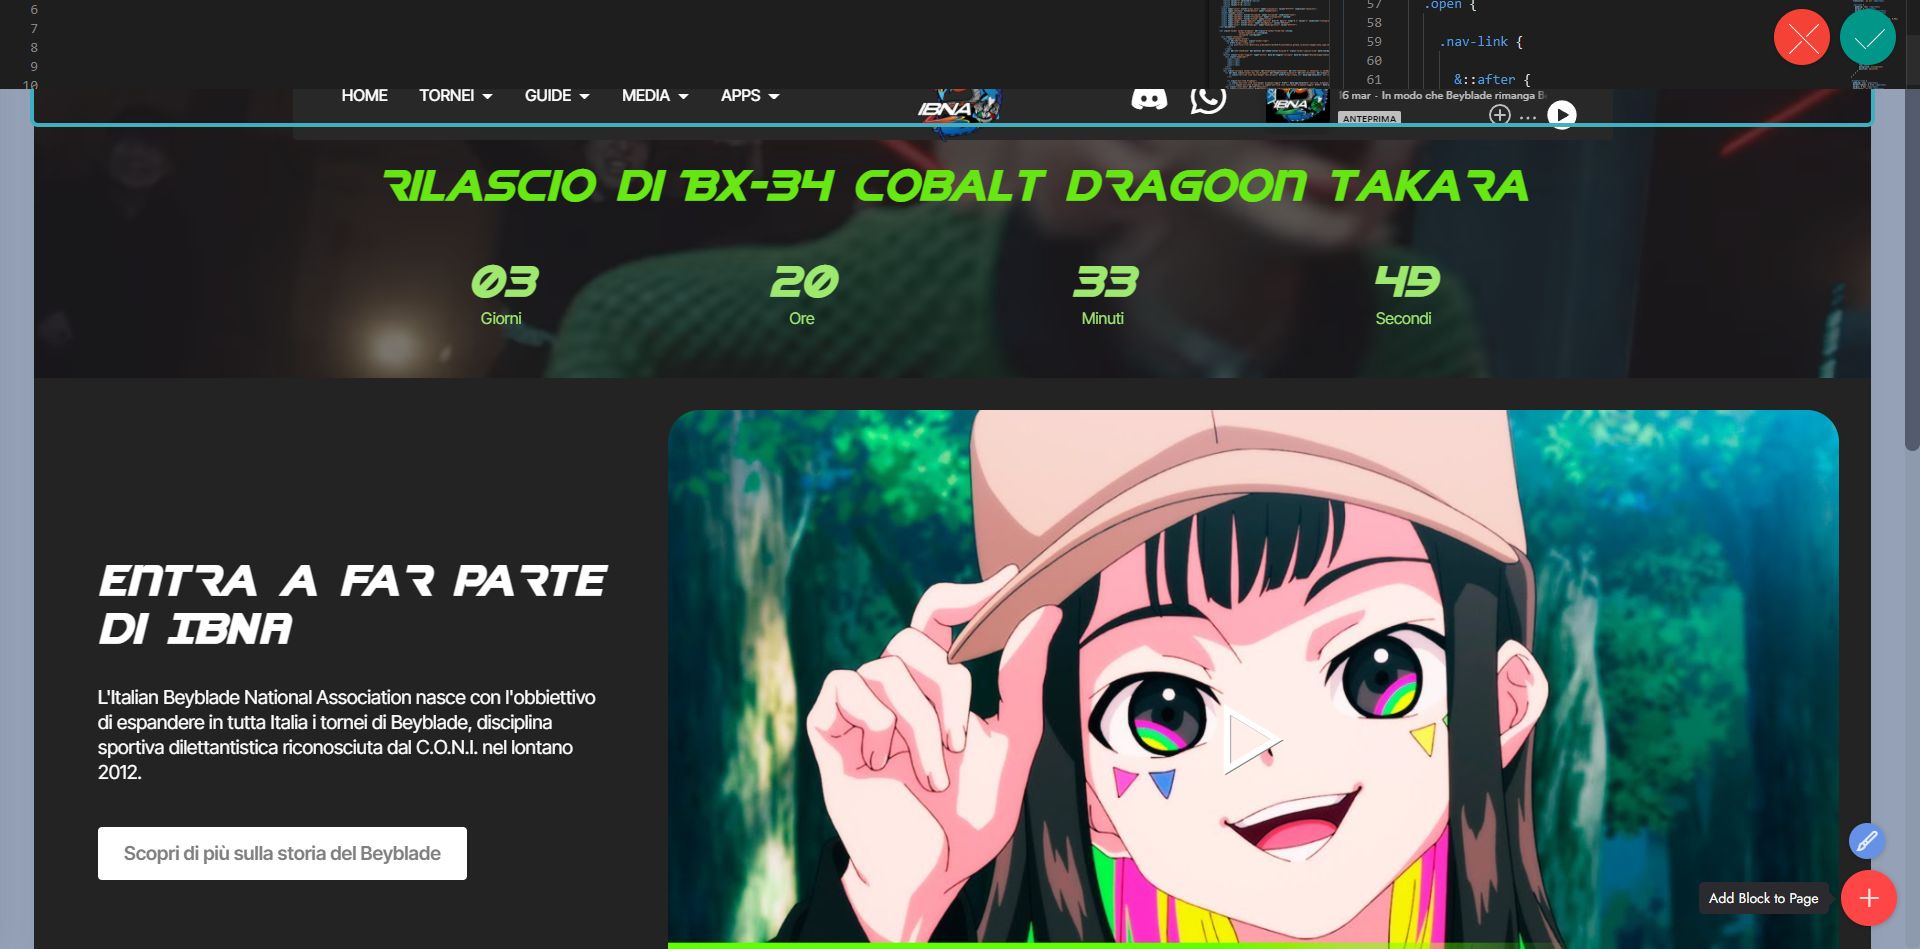 6
7
8
9
10
57 .open {
58
59 .nav-link {
60
61 &::after {
HOME TORNEI GUIDE MEDIA APPS
IBNA
IBNA
16 mar - In modo che Beyblade rimanga
ANTEPRIMA
RILASCIO DI BX-34 COBALT DRAGOON TAKARA
03 20 33 49
Giorni Ore Minuti Secondi
ENTRA A FAR PARTE
DI IBNA
L'Italian Beyblade National Association nasce con l'obbiettivo
di espandere in tutta Italia i tornei di Beyblade, disciplina
sportiva dilettantistica riconosciuta dal C.O.N.I. nel lontano
2012.
Scopri di più sulla storia del Beyblade
Add Block to Page